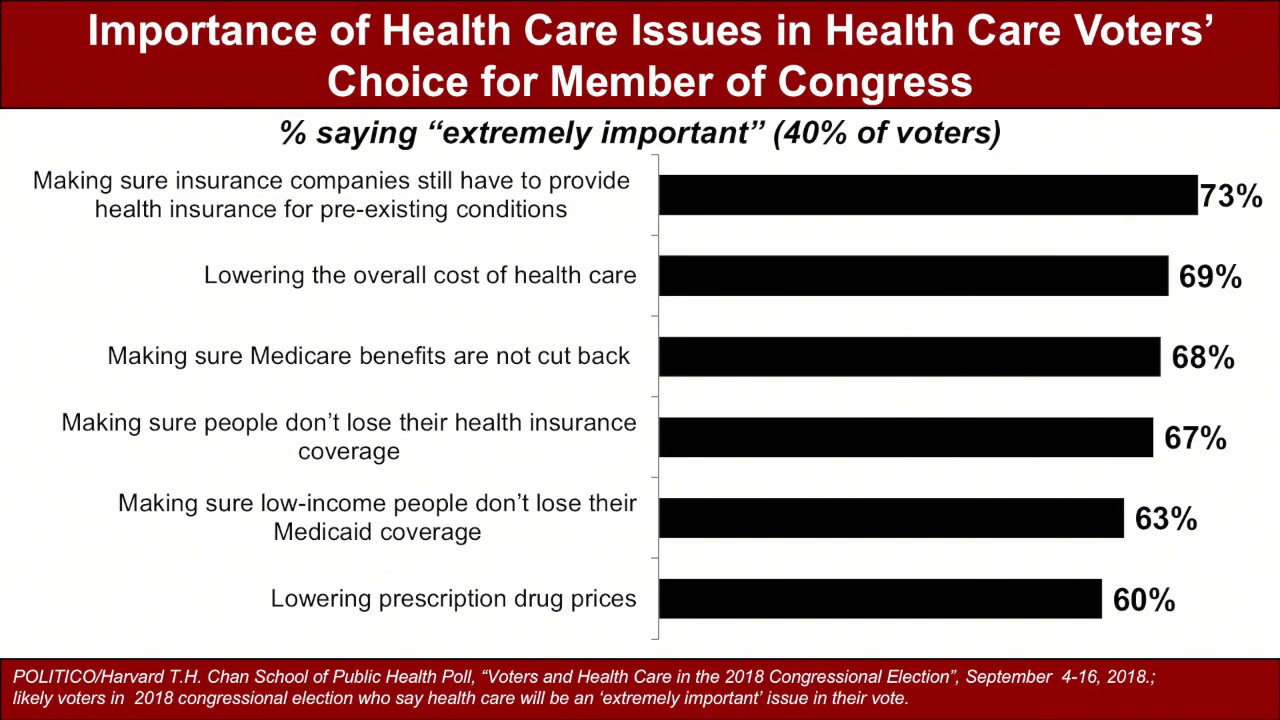 Importance of Health Care Issues in Health Care Voters’
Choice for Member of Congress
% saying “extremely important” (40% of voters)
Making sure insurance companies still have to provide
health insurance for pre-existing conditions
73%
Lowering the overall cost of health care
69%
Making sure Medicare benefits are not cut back
68%
Making sure people don’t lose their health insurance
coverage
67%
Making sure low-income people don’t lose their
Medicaid coverage
63%
Lowering prescription drug prices
60%
POLITICO/Harvard T.H. Chan School of Public Health Poll, “Voters and Health Care in the 2018 Congressional Election”, September 4-16, 2018.;
likely voters in 2018 congressional election who say health care will be an ‘extremely important’ issue in their vote.